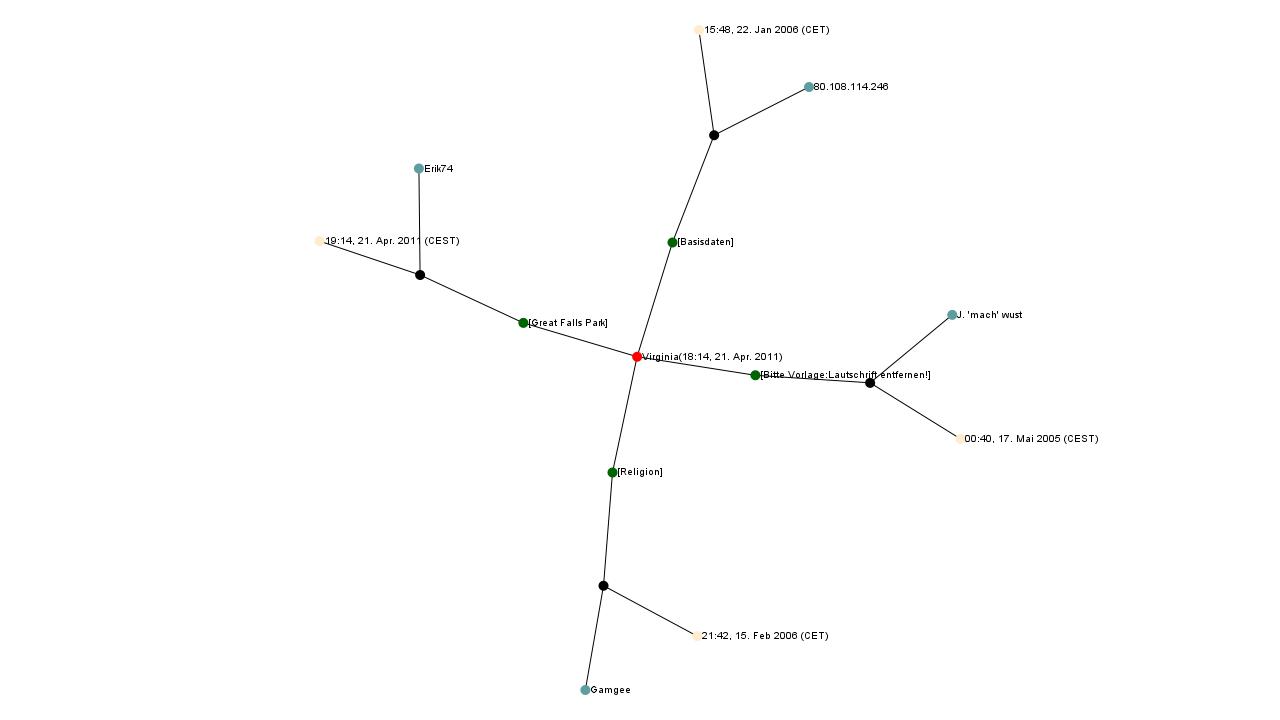 15:48, 22. Jan 2006 (CET)
80.108.114.246
Erik74
19:14, 21. Apr. 2011 (CEST)
[Basisdaten]
J. 'mach' wust
[Great Falls Park]
Virginia(18:14, 21. Apr. 2011)
[Bitte Vorlage:Lautschrift entfernen!]
00:40, 17. Mai 2005 (CEST)
[Religion]
21:42, 15. Feb 2006 (CET)
Gamgee